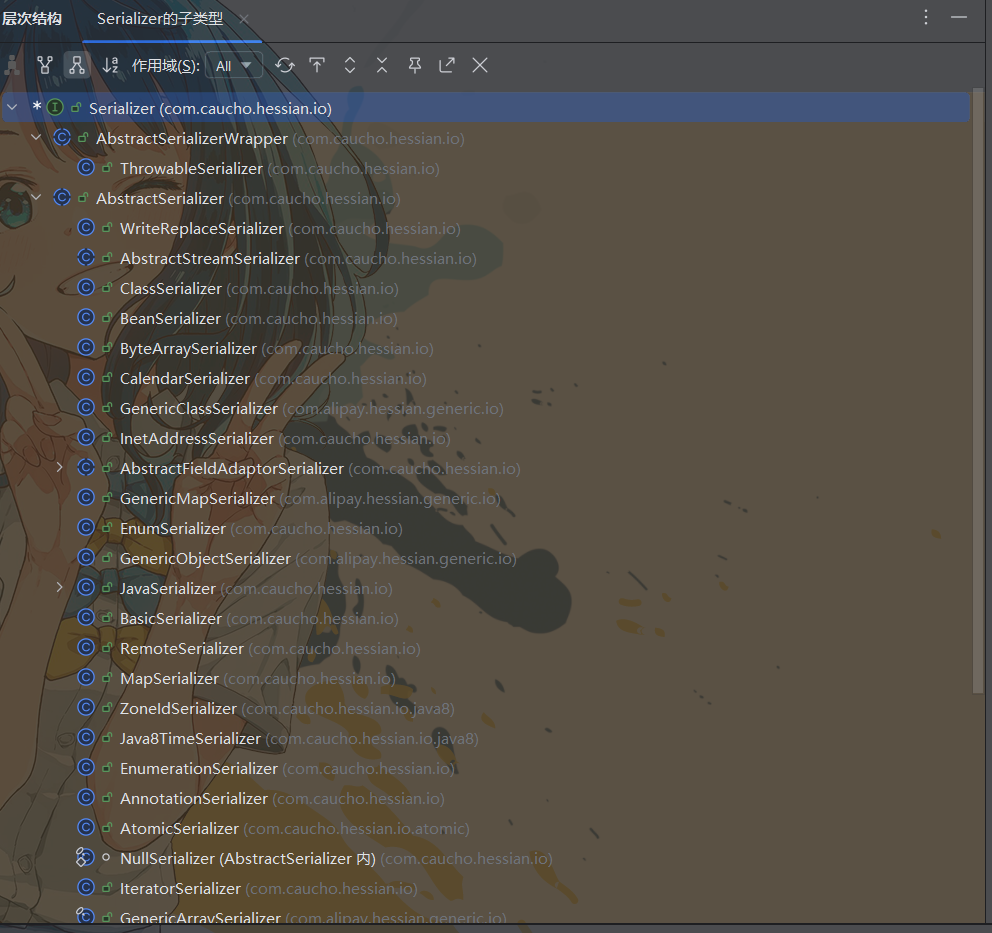 层次结构 Serializer的子类型
作用域(S): All
Serializer (com.caucho.hessian.io)
AbstractSerializerWrapper (com.caucho.hessian.io)
ThrowableSerializer (com.caucho.hessian.io)
AbstractSerializer (com.caucho.hessian.io)
WriteReplaceSerializer (com.caucho.hessian.io)
AbstractStreamSerializer (com.caucho.hessian.io)
ClassSerializer (com.caucho.hessian.io)
BeanSerializer (com.caucho.hessian.io)
ByteArraySerializer (com.caucho.hessian.io)
CalendarSerializer (com.caucho.hessian.io)
GenericClassSerializer (com.alipay.hessian.generic.io)
InetAddressSerializer (com.caucho.hessian.io)
AbstractFieldAdaptorSerializer (com.caucho.hessian.io)
GenericMapSerializer (com.alipay.hessian.generic.io)
EnumSerializer (com.caucho.hessian.io)
GenericObjectSerializer (com.alipay.hessian.generic.io)
JavaSerializer (com.caucho.hessian.io)
BasicSerializer (com.caucho.hessian.io)
RemoteSerializer (com.caucho.hessian.io)
MapSerializer (com.caucho.hessian.io)
ZoneIdSerializer (com.caucho.hessian.io.java8)
Java8TimeSerializer (com.caucho.hessian.io.java8)
EnumerationSerializer (com.caucho.hessian.io)
AnnotationSerializer (com.caucho.hessian.io)
AtomicSerializer (com.caucho.hessian.io.atomic)
NullSerializer (AbstractSerializer 内) (com.caucho.hessian.io)
IteratorSerializer (com.caucho.hessian.io)
GenericArraySerializer (com.alipay.hessian.generic.io)